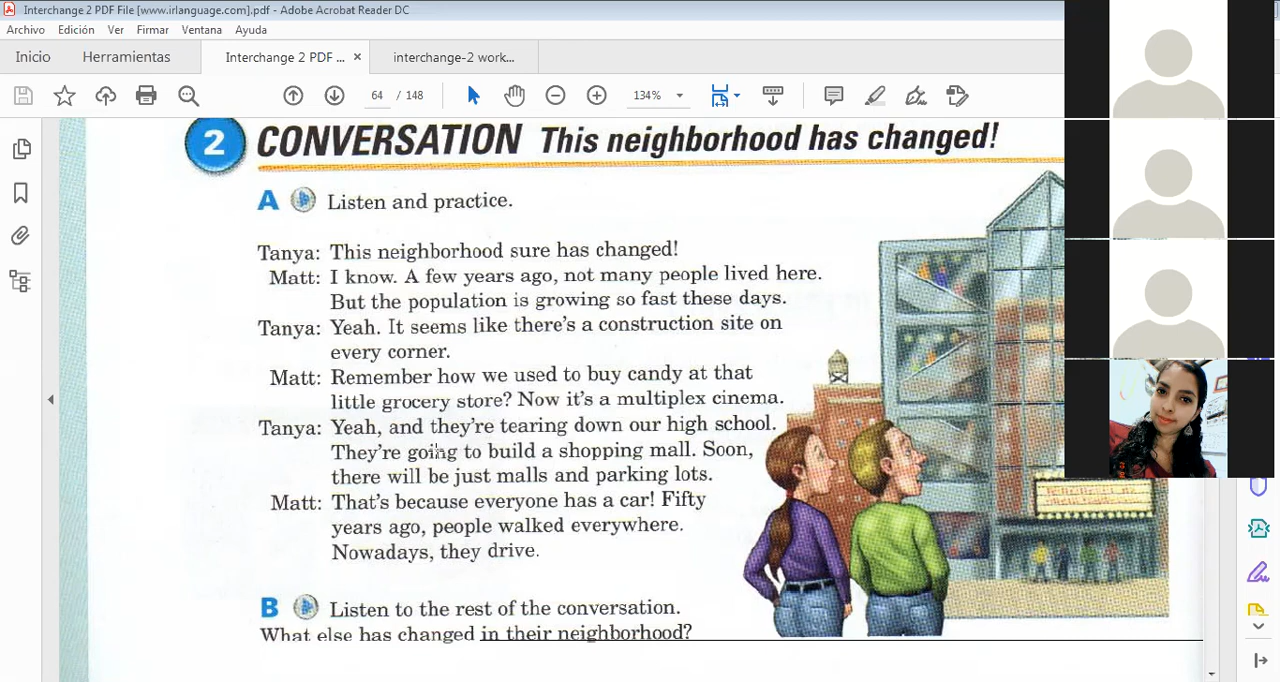 Interchange 2 PDF File [www.irlanguage.com].pdf - Adobe Acrobat Reader DC
Archivo Edición Ver Firmar Ventana Ayuda
Inicio Herramientas Interchange 2 PDF ... × interchange-2 work...
64 / 148 134%
2 CONVERSATION This neighborhood has changed!
A Listen and practice.
Tanya: This neighborhood sure has changed!
Matt: I know. A few years ago, not many people lived here.
But the population is growing so fast these days.
Tanya: Yeah. It seems like there's a construction site on
every corner.
Matt: Remember how we used to buy candy at that
little grocery store? Now it's a multiplex cinema.
Tanya: Yeah, and they're tearing down our high school.
They're going to build a shopping mall. Soon,
there will be just malls and parking lots.
Matt: That's because everyone has a car! Fifty
years ago, people walked everywhere.
Nowadays, they drive.
B Listen to the rest of the conversation.
What else has changed in their neighborhood?